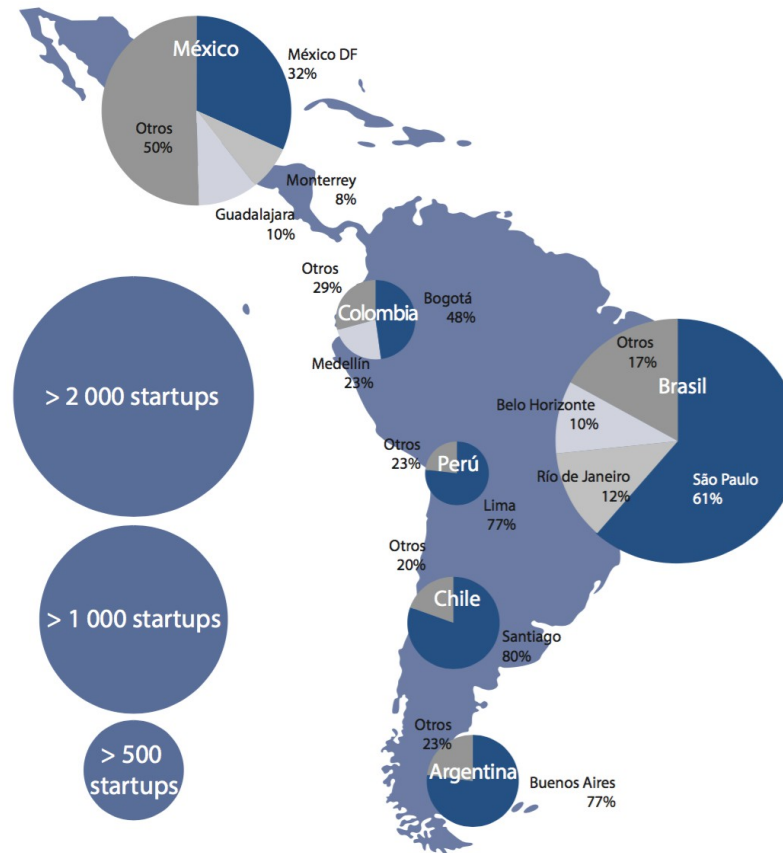 México
México DF
32%
Otros
50%
Monterrey
8%
Guadalajara
10%
Otros
29%
Colombia
Bogotá
48%
Medellín
23%
Otros
17%
Brasil
Belo Horizonte
10%
Río de Janeiro
12%
São Paulo
61%
Otros
23%
Perú
Lima
77%
Otros
20%
Chile
Santiago
80%
Otros
23%
Argentina
Buenos Aires
77%
> 2 000 startups
> 1 000 startups
> 500
startups